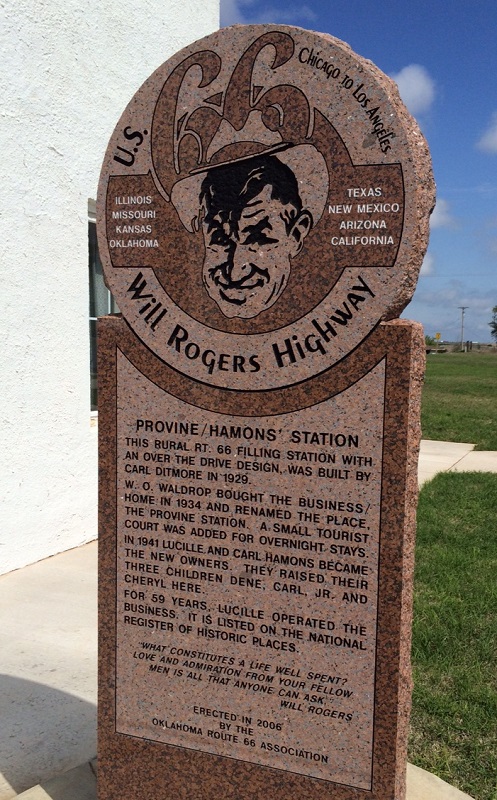 U.S. 66
Chicago to Los Angeles
ILLINOIS
MISSOURI
KANSAS
OKLAHOMA
TEXAS
NEW MEXICO
ARIZONA
CALIFORNIA
Will Rogers Highway
PROVINE/HAMONS' STATION
THIS BURAL RT. 66 FILLING STATION WITH
AN OVER THE DRIVE DESIGN, WAS BUILT BY
CARL DITMORE IN 1929.
W. O. WALDROP BOUGHT THE BUSINESS/
HOME IN 1934 AND RENAMED THE PLACE,
THE PROVINE STATION. A SMALL TOURIST
COURT WAS ADDED FOR OVERNIGHT STAYS.
IN 1941 LUCILLE AND CARL HAMONS BECAME
THE NEW OWNERS. THEY RAISED THEIR
THREE CHILDREN DENE, CARL, JR. AND
CHERYL HERE.
FOR 59 YEARS, LUCILLE OPERATED THE
BUSINESS. IT IS LISTED ON THE NATIONAL
REGISTER OF HISTORIC PLACES.
"WHAT CONSTITUTES A LIFE WELL SPENT?
LOVE AND ADMIRATION FROM YOUR FELLOW
MEN IS ALL THAT ANYONE CAN ASK."
WILL ROGERS
ERECTED IN 2006
BY THE
OKLAHOMA ROUTE 66 ASSOCIATION